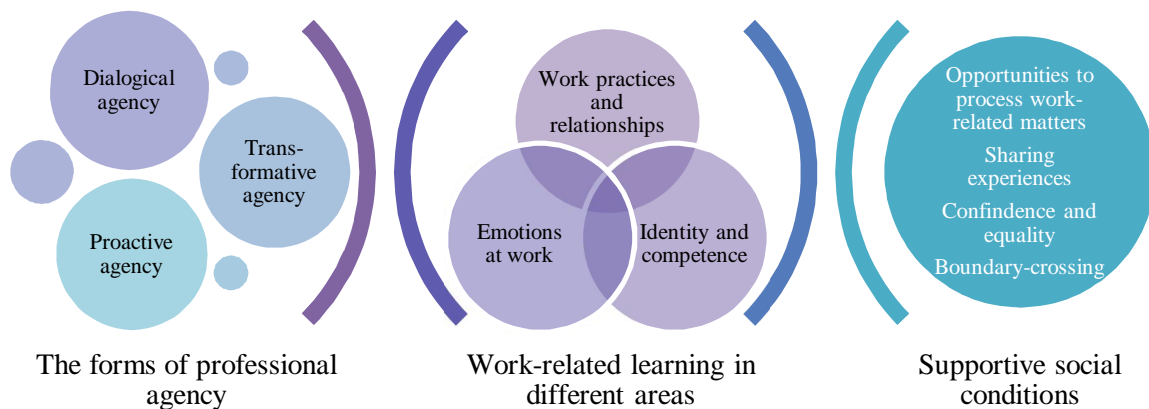 Dialogical
agency
Trans-
formative
agency
Proactive
agency
The forms of professional
agency
Work practices
and
relationships
Emotions
at work
Identity and
competence
Work-related learning in
different areas
Opportunities to
process work-
related matters
Sharing
experiences
Confindence and
equality
Boundary-crossing
Supportive social
conditions